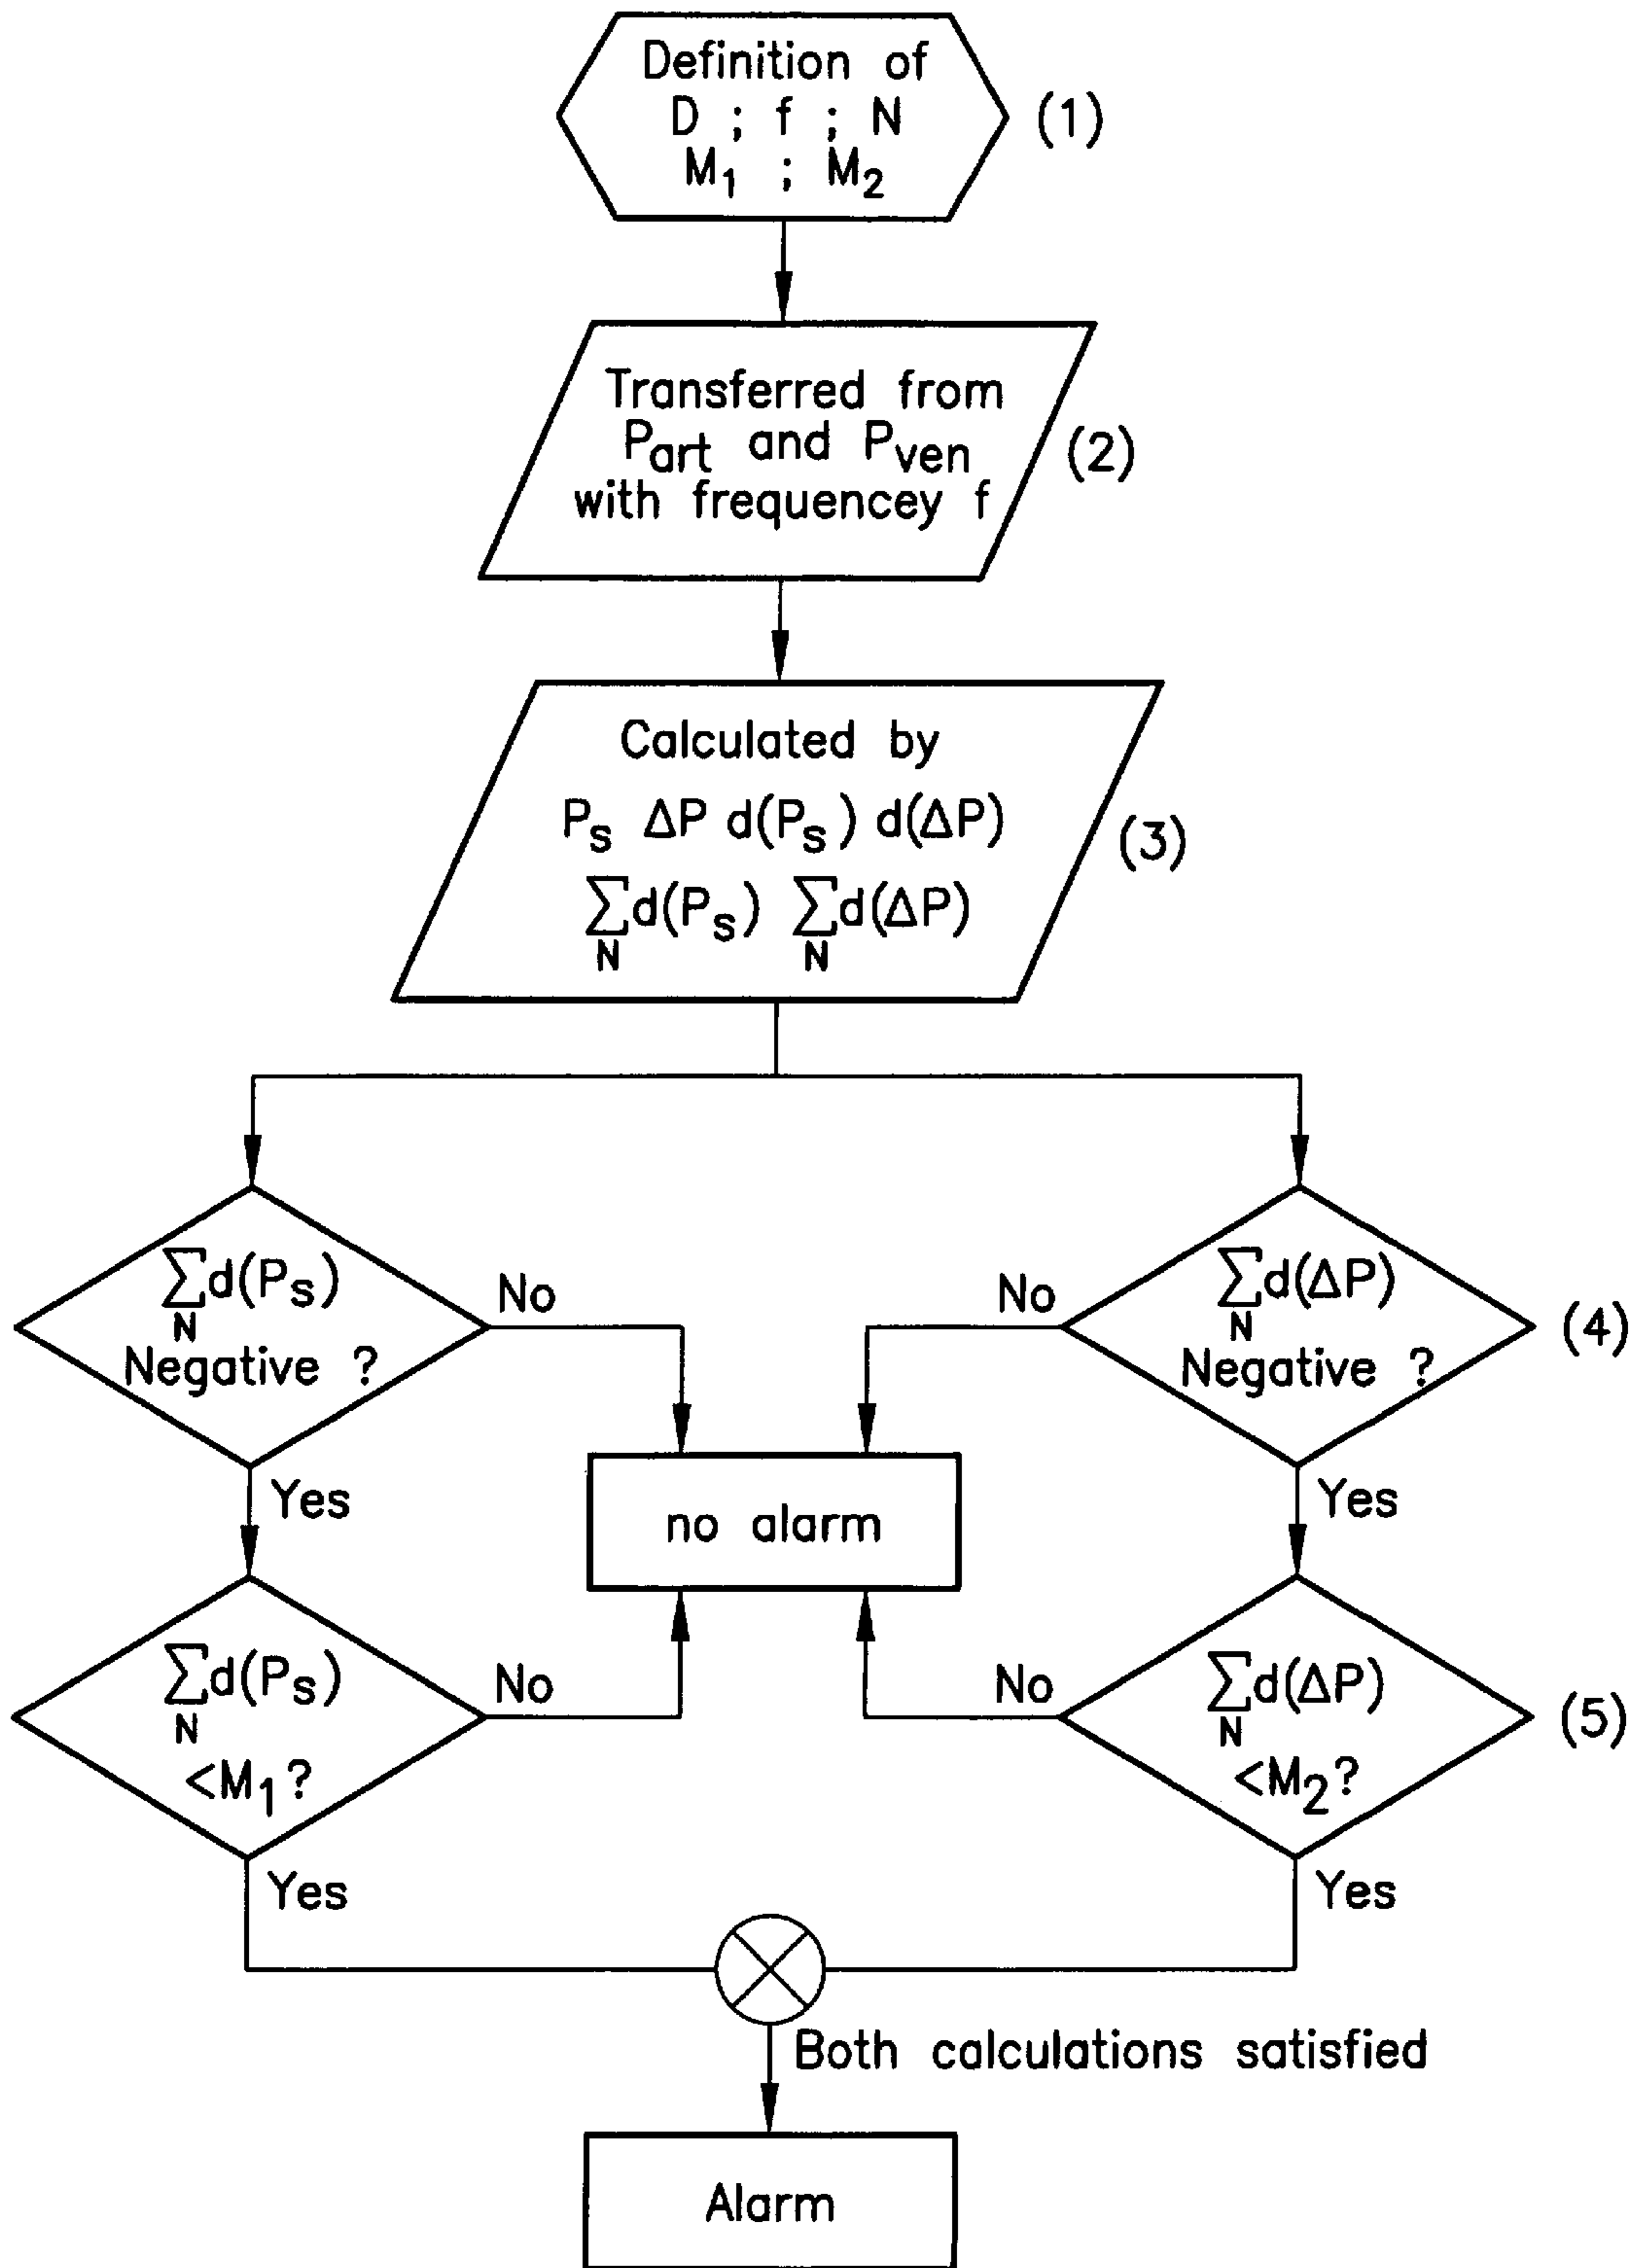 Definition of
D ; f ; N
M₁ ; M₂
(1)
Transferred from
Part and Pven
with frequencey f
(2)
Calculated by
Pₛ ΔP d(Pₛ) d(ΔP)
∑d(Pₛ) ∑d(ΔP)
N N
(3)
∑d(Pₛ)
N
Negative ?
No
Yes
∑d(ΔP)
N
Negative ?
No
Yes
(4)
no alarm
∑d(Pₛ)
N
<M₁?
No
Yes
∑d(ΔP)
N
<M₂?
No
Yes
(5)
Both calculations satisfied
Alarm